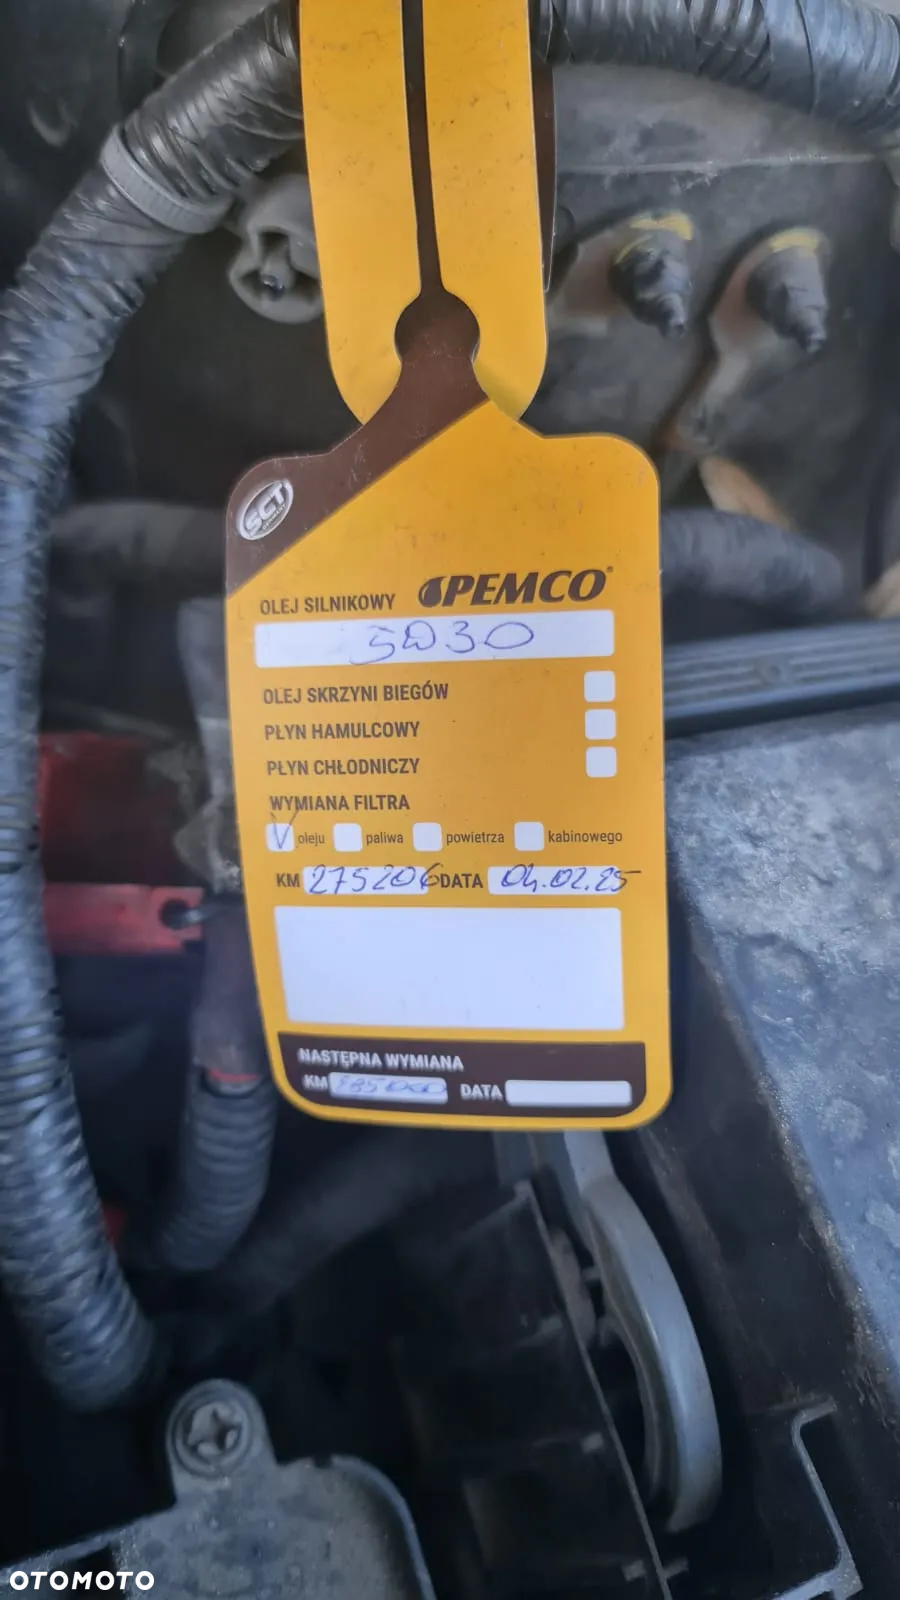 SCT
GERMANY
OLEJ SILNIKOWY PEMCO®
5W30
OLEJ SKRZYNI BIEGÓW
PŁYN HAMULCOWY
PŁYN CHŁODNICZY
WYMIANA FILTRA
V oleju paliwa powietrza kabinowego
KM 275206 DATA 04.02.25
NASTĘPNA WYMIANA
KM 285000 DATA
OTOMOTO